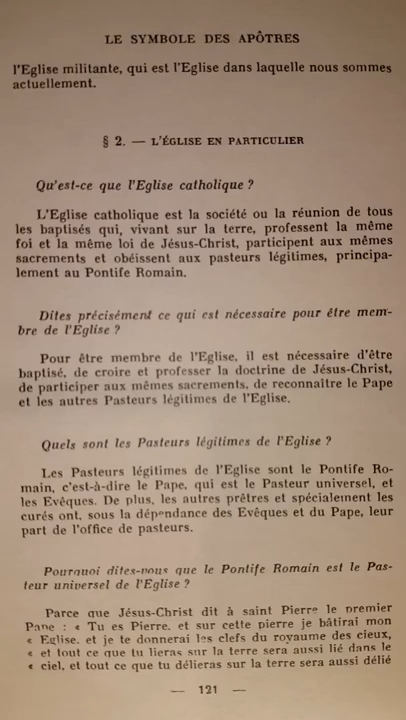 LE SYMBOLE DES APÔTRES
l'Eglise militante, qui est l'Eglise dans laquelle nous sommes
actuellement.
§ 2. — L'ÉGLISE EN PARTICULIER
Qu'est-ce que l'Eglise catholique ?
L'Eglise catholique est la société ou la réunion de tous
les baptisés qui, vivant sur la terre, professent la même
foi et la même loi de Jésus-Christ, participent aux mêmes
sacrements et obéissent aux pasteurs légitimes, principa-
lement au Pontife Romain.
Dites précisément ce qui est nécessaire pour être mem-
bre de l'Eglise ?
Pour être membre de l'Eglise, il est nécessaire d'être
baptisé, de croire et professer la doctrine de Jésus-Christ,
de participer aux mêmes sacrements, de reconnaître le Pape
et les autres Pasteurs légitimes de l'Eglise.
Quels sont les Pasteurs légitimes de l'Eglise ?
Les Pasteurs légitimes de l'Eglise sont le Pontife Ro-
main, c'est-à-dire le Pape, qui est le Pasteur universel, et
les Evêques. De plus, les autres prêtres et spécialement les
curés ont, sous la dépendance des Evêques et du Pape, leur
part de l'office de pasteurs.
Pourquoi dites-vous que le Pontife Romain est le Pas-
teur universel de l'Eglise ?
Parce que Jésus-Christ dit à saint Pierre le premier
Pape : « Tu es Pierre, et sur cette pierre je bâtirai mon
« Eglise, et je te donnerai les clefs du royaume des cieux,
« et tout ce que tu lieras sur la terre sera aussi lié dans le
« ciel, et tout ce que tu délieras sur la terre sera aussi délié
— 121 —